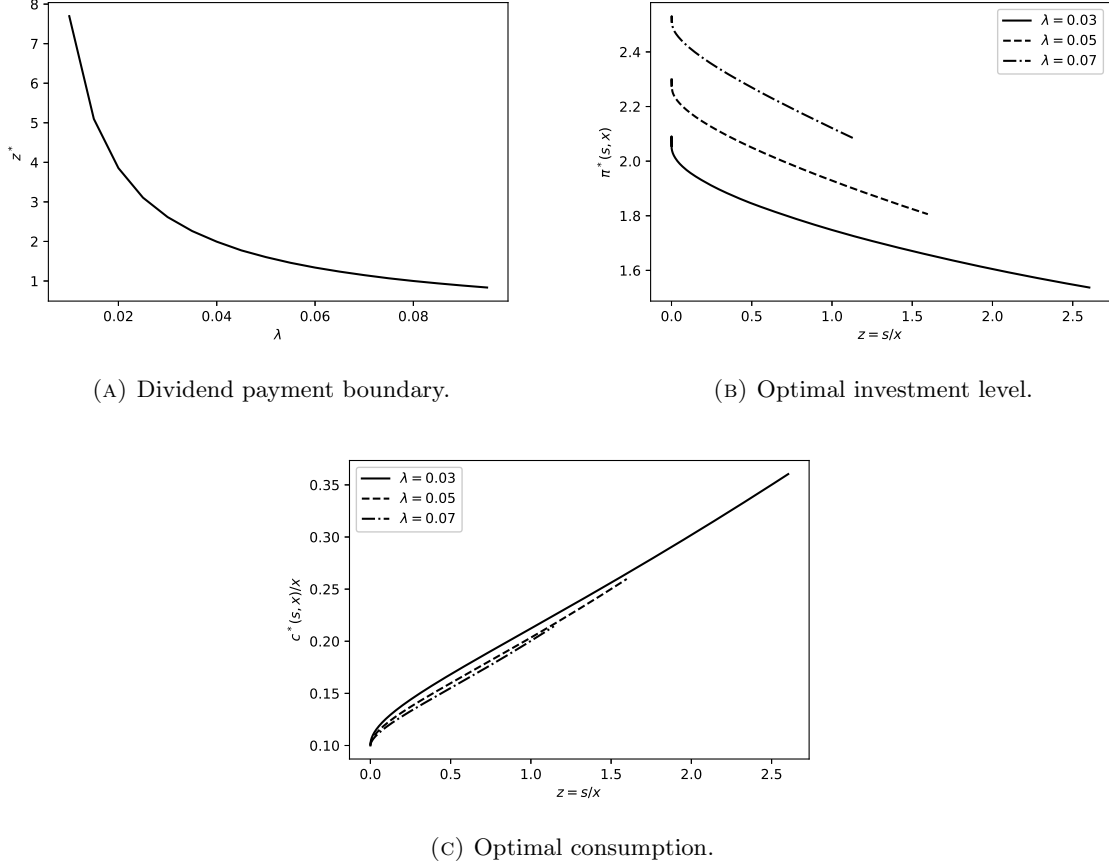 8
7
6
5
4
3
2
1
z*
0.02 0.04 0.06 0.08
λ
(A) Dividend payment boundary.
2.4
2.2
2.0
1.8
1.6
π*(s, x)
λ = 0.03
λ = 0.05
λ = 0.07
0.0 0.5 1.0 1.5 2.0 2.5
z = s/x
(B) Optimal investment level.
0.35
0.30
0.25
0.20
0.15
0.10
c*(s, x)/x
λ = 0.03
λ = 0.05
λ = 0.07
0.0 0.5 1.0 1.5 2.0 2.5
z = s/x
(C) Optimal consumption.